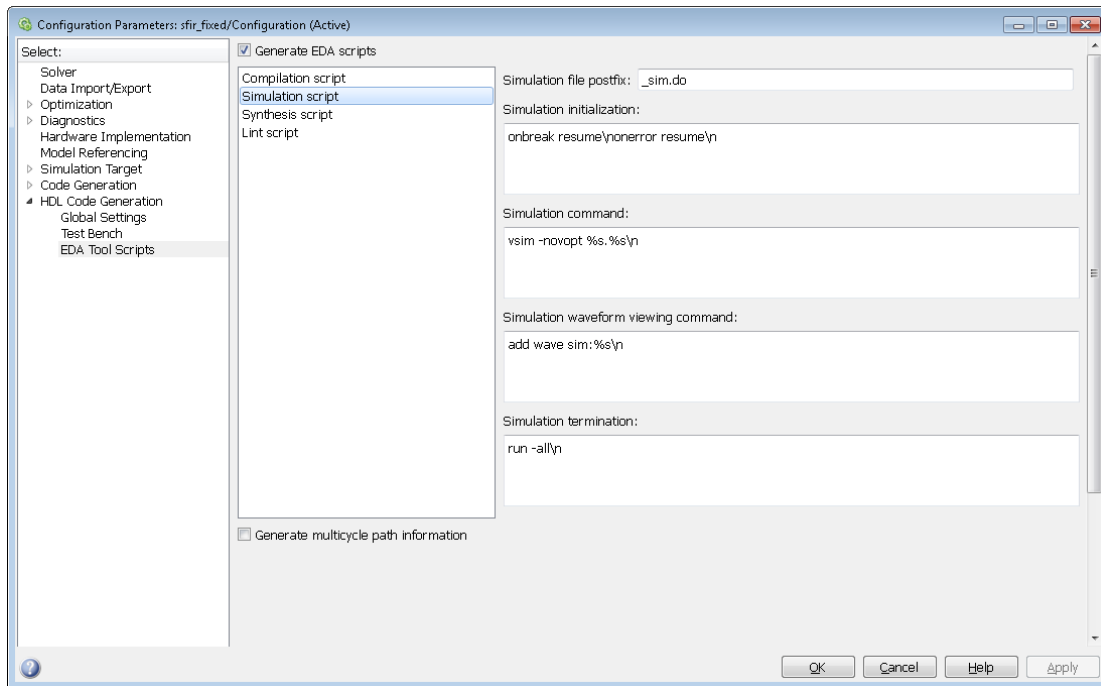 Configuration Parameters: sfir_fixed/Configuration (Active)
Select:
Solver
Data Import/Export
Optimization
Diagnostics
Hardware Implementation
Model Referencing
Simulation Target
Code Generation
HDL Code Generation
Global Settings
Test Bench
EDA Tool Scripts
Generate EDA scripts
Compilation script
Simulation script
Synthesis script
Lint script
Simulation file postfix: _sim.do
Simulation initialization:
onbreak resume\nonerror resume\n
Simulation command:
vsim -novopt %s.%s\n
Simulation waveform viewing command:
add wave sim:%s\n
Simulation termination:
run -all\n
Generate multicycle path information
OK
Cancel
Help
Apply